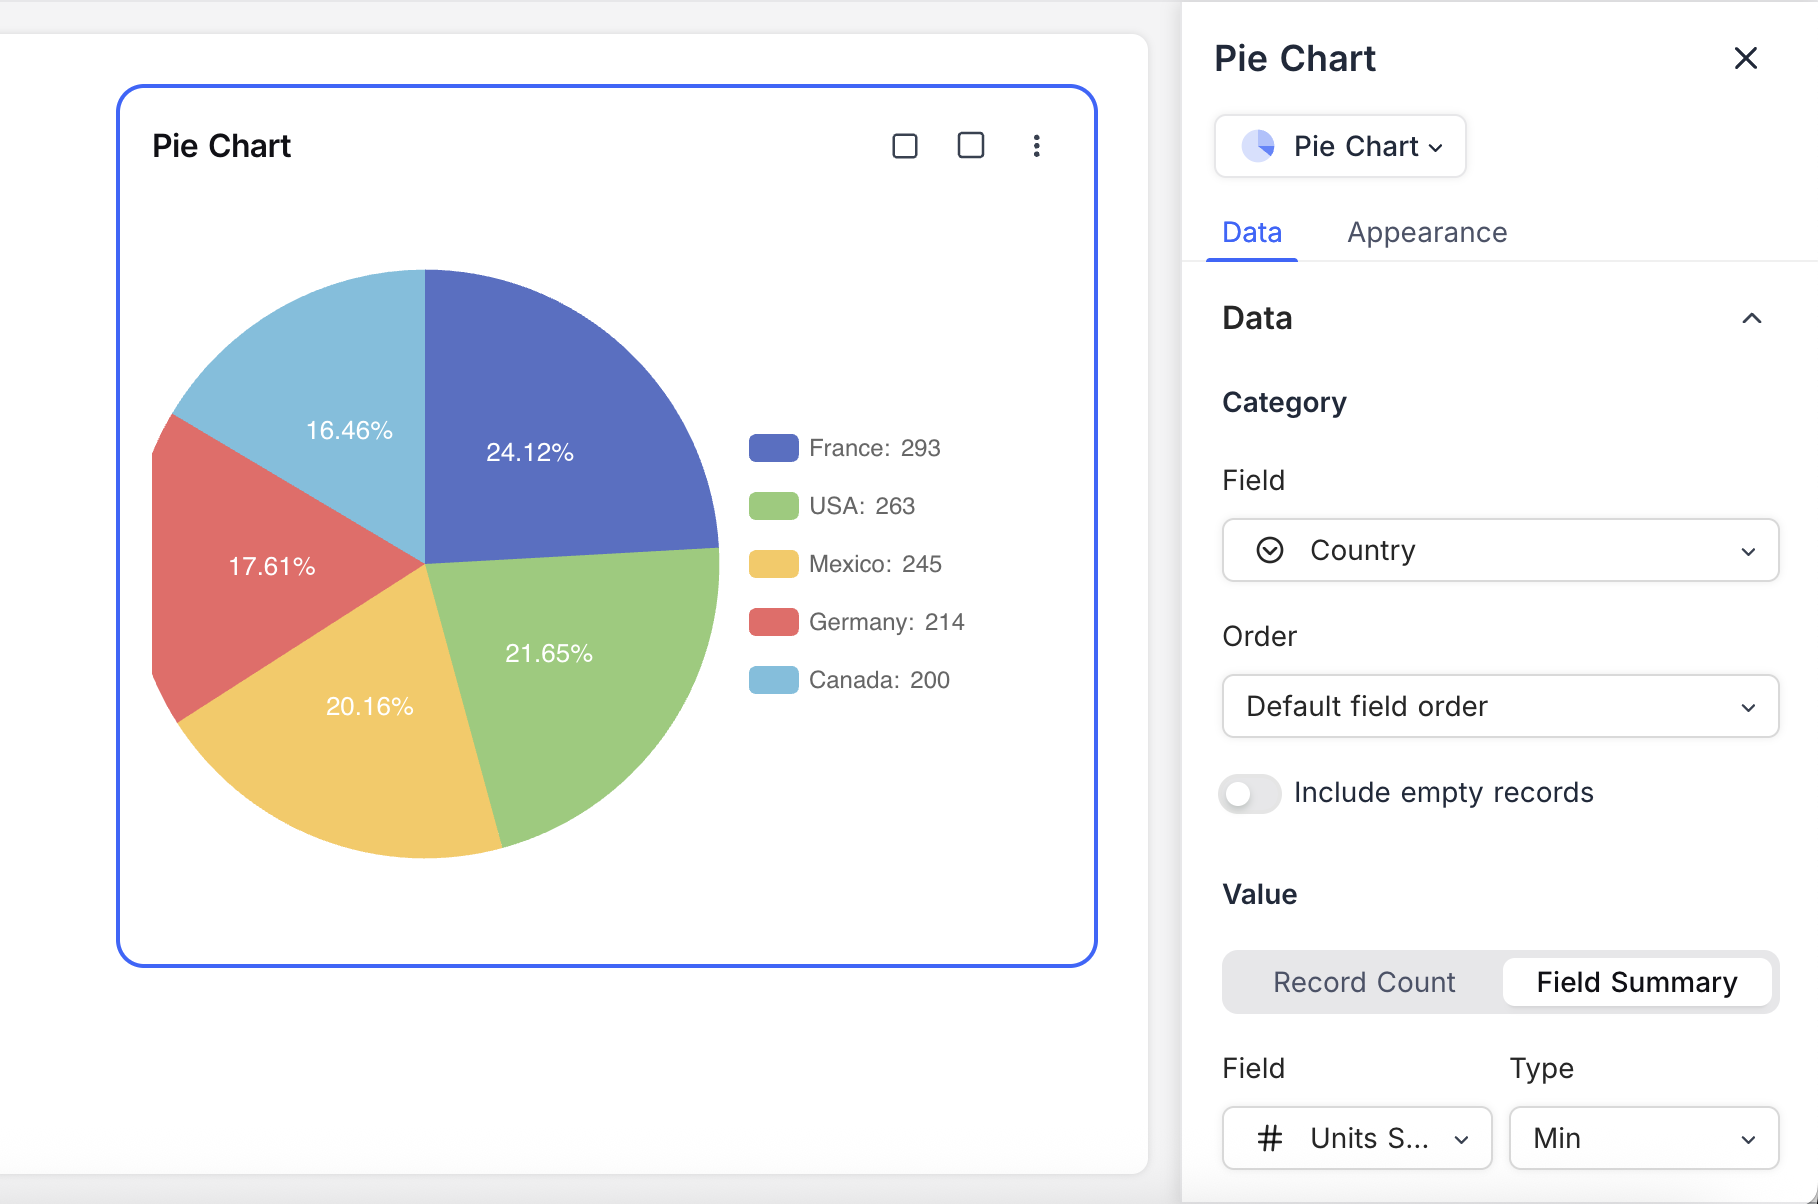 Pie Chart
16.46%
24.12%
17.61%
21.65%
20.16%
France: 293
USA: 263
Mexico: 245
Germany: 214
Canada: 200
Pie Chart
Pie Chart
Data
Appearance
Data
Category
Field
Country
Order
Default field order
Include empty records
Value
Record Count
Field Summary
Field
Type
Units S...
Min